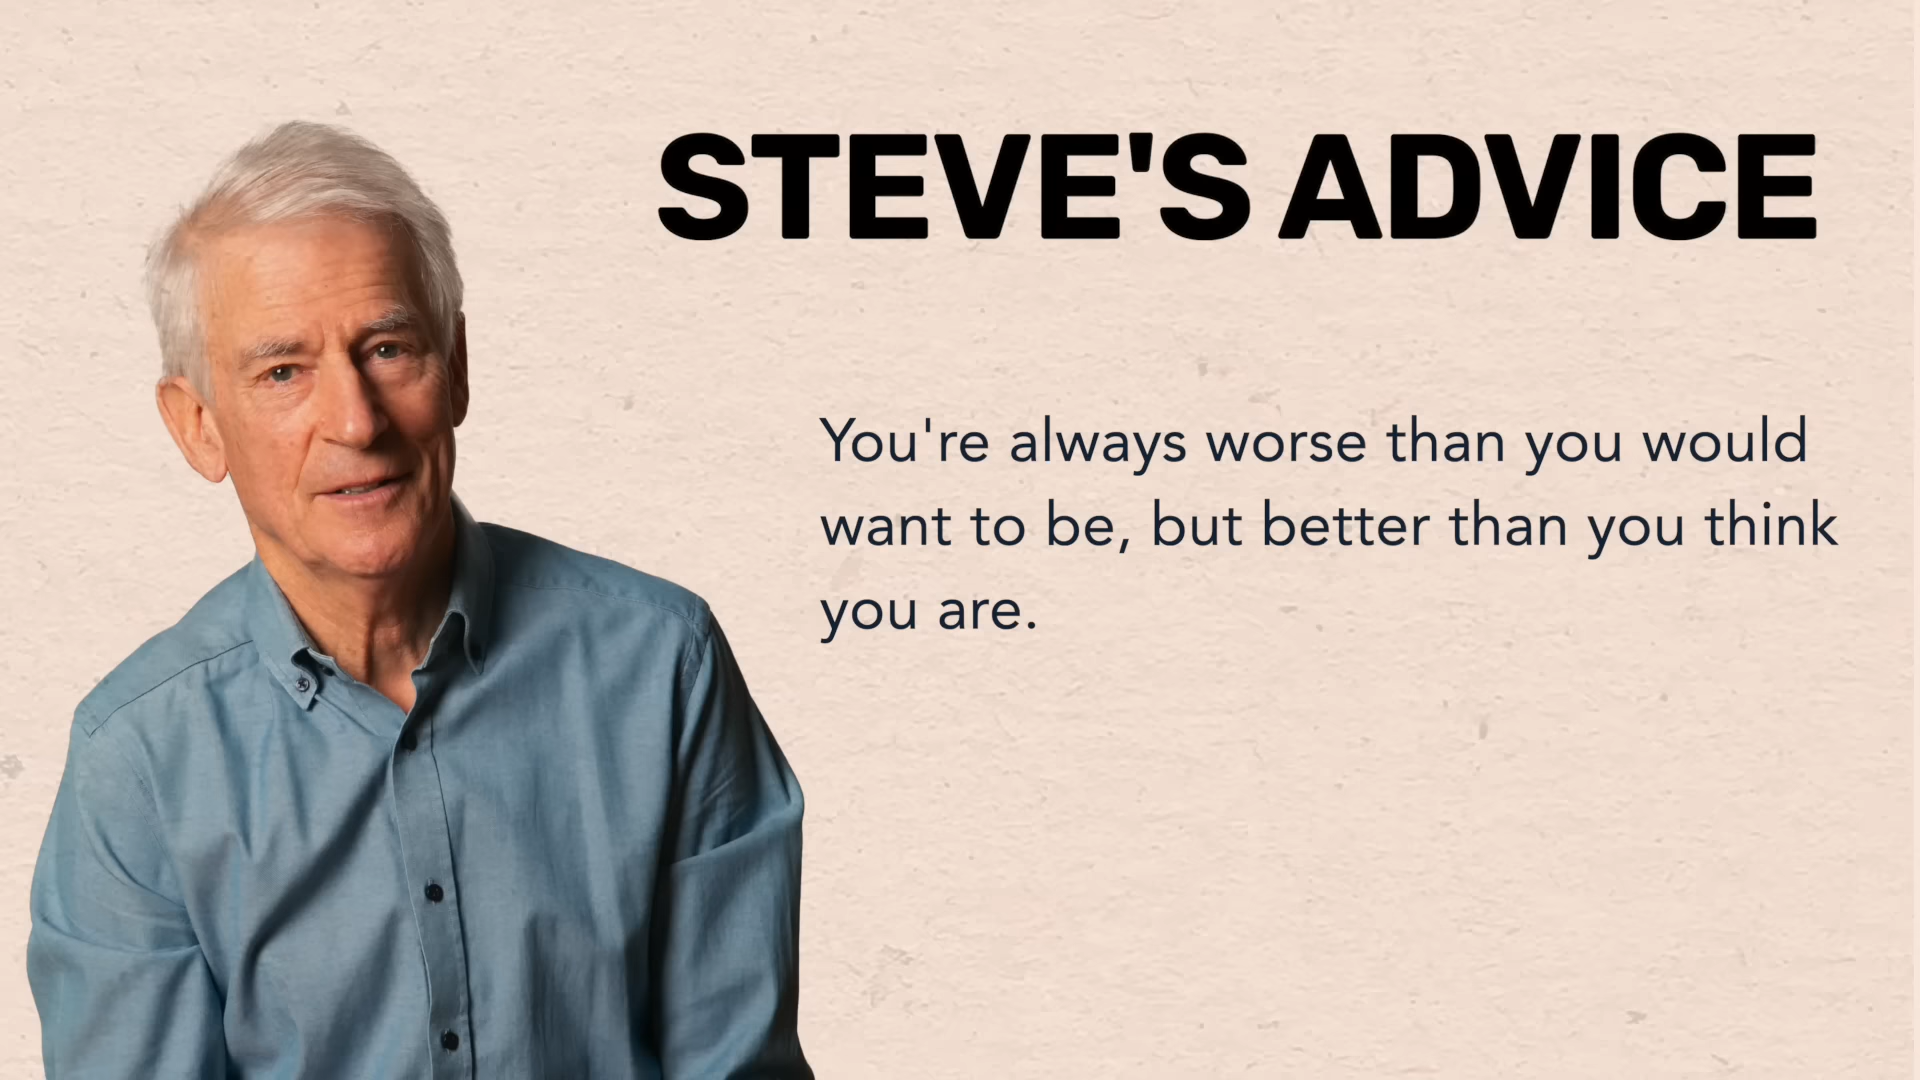 STEVE'S ADVICE
You're always worse than you would
want to be, but better than you think
you are.